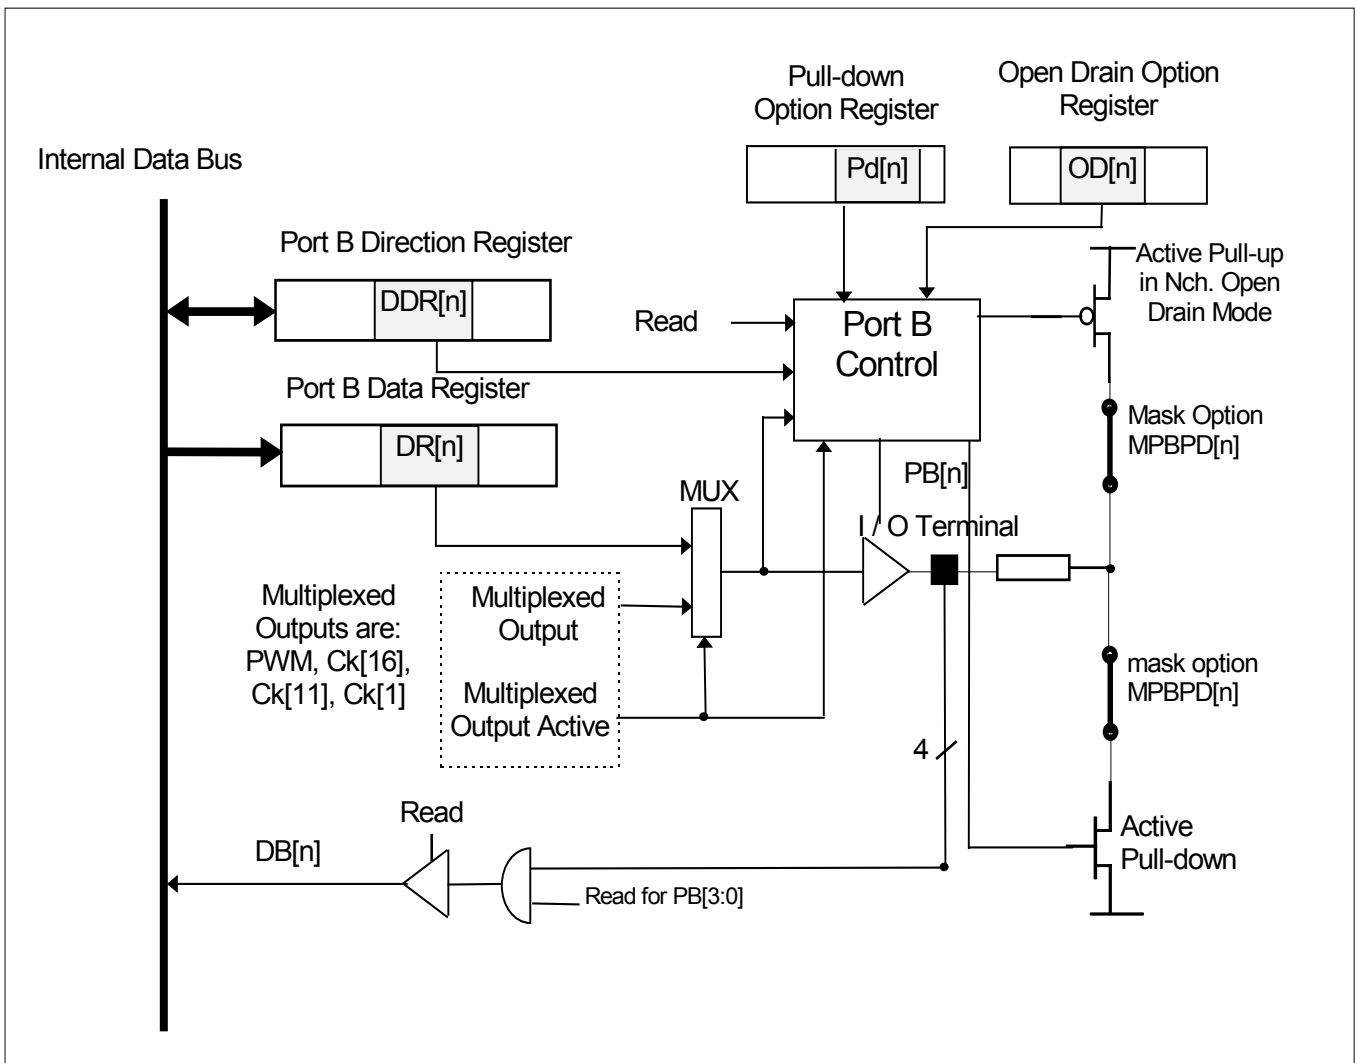 Pull-down
Option Register
Open Drain Option
Register
Internal Data Bus
Pd[n]
OD[n]
Port B Direction Register
DDR[n]
Active Pull-up
in Nch. Open
Drain Mode
Read
Port B
Control
Port B Data Register
DR[n]
Mask Option
MPBPD[n]
PB[n]
MUX
I / O Terminal
Multiplexed
Outputs are:
PWM, Ck[16],
Ck[11], Ck[1]
Multiplexed
Output
Multiplexed
Output Active
mask option
MPBPD[n]
4
Read
DB[n]
Read for PB[3:0]
Active
Pull-down